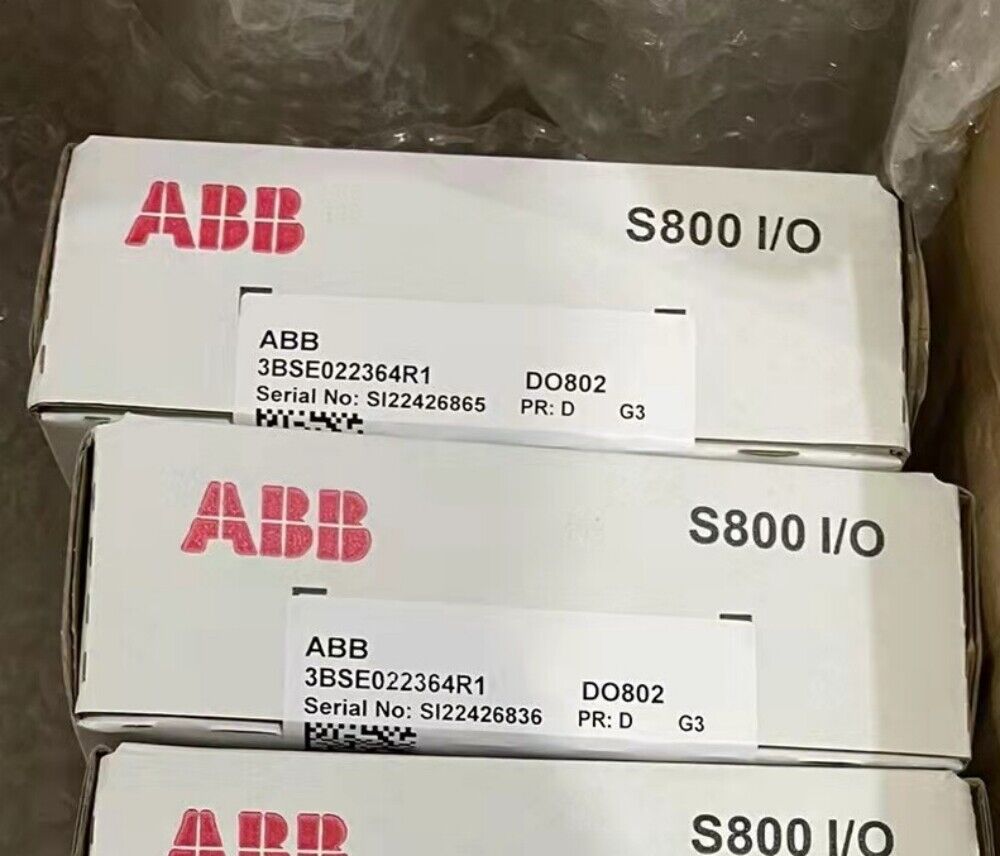 ABB
S800 I/O
ABB
3BSE022364R1 DO802
Serial No: SI22426865 PR: D G3
ABB
S800 I/O
ABB
3BSE022364R1 DO802
Serial No: SI22426836 PR: D G3
ABB
S800 I/O